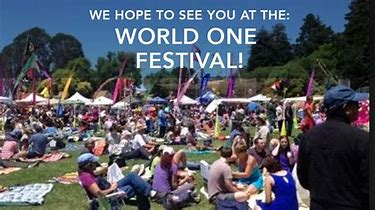 WE HOPE TO SEE YOU AT THE:
WORLD ONE
FESTIVAL!